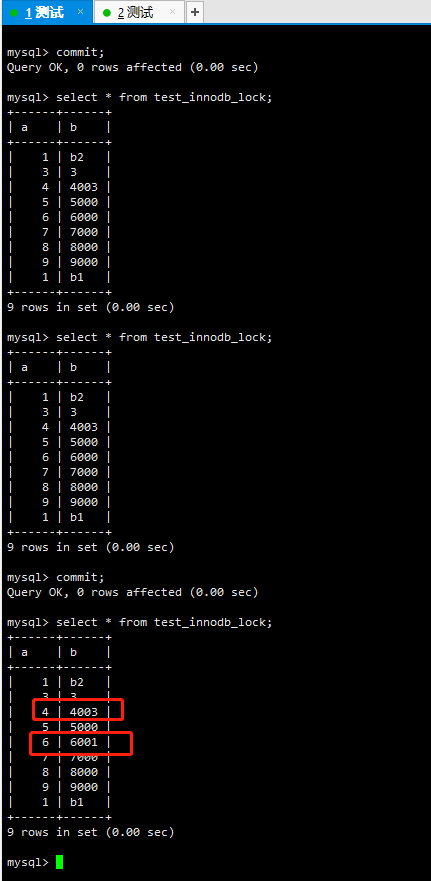 1 测试 × 2 测试 × +
mysql> commit;
Query OK, 0 rows affected (0.00 sec)
mysql> select * from test_innodb_lock;
+------+------+
| a    | b    |
+------+------+
|    1 | b2   |
|    3 | 3    |
|    4 | 4003 |
|    5 | 5000 |
|    6 | 6000 |
|    7 | 7000 |
|    8 | 8000 |
|    9 | 9000 |
|    1 | b1   |
+------+------+
9 rows in set (0.00 sec)
mysql> select * from test_innodb_lock;
+------+------+
| a    | b    |
+------+------+
|    1 | b2   |
|    3 | 3    |
|    4 | 4003 |
|    5 | 5000 |
|    6 | 6000 |
|    7 | 7000 |
|    8 | 8000 |
|    9 | 9000 |
|    1 | b1   |
+------+------+
9 rows in set (0.00 sec)
mysql> commit;
Query OK, 0 rows affected (0.00 sec)
mysql> select * from test_innodb_lock;
+------+------+
| a    | b    |
+------+------+
|    1 | b2   |
|    3 | 3    |
|    4 | 4003 |
|    5 | 5000 |
|    6 | 6001 |
|    7 | 7000 |
|    8 | 8000 |
|    9 | 9000 |
|    1 | b1   |
+------+------+
9 rows in set (0.00 sec)
mysql>